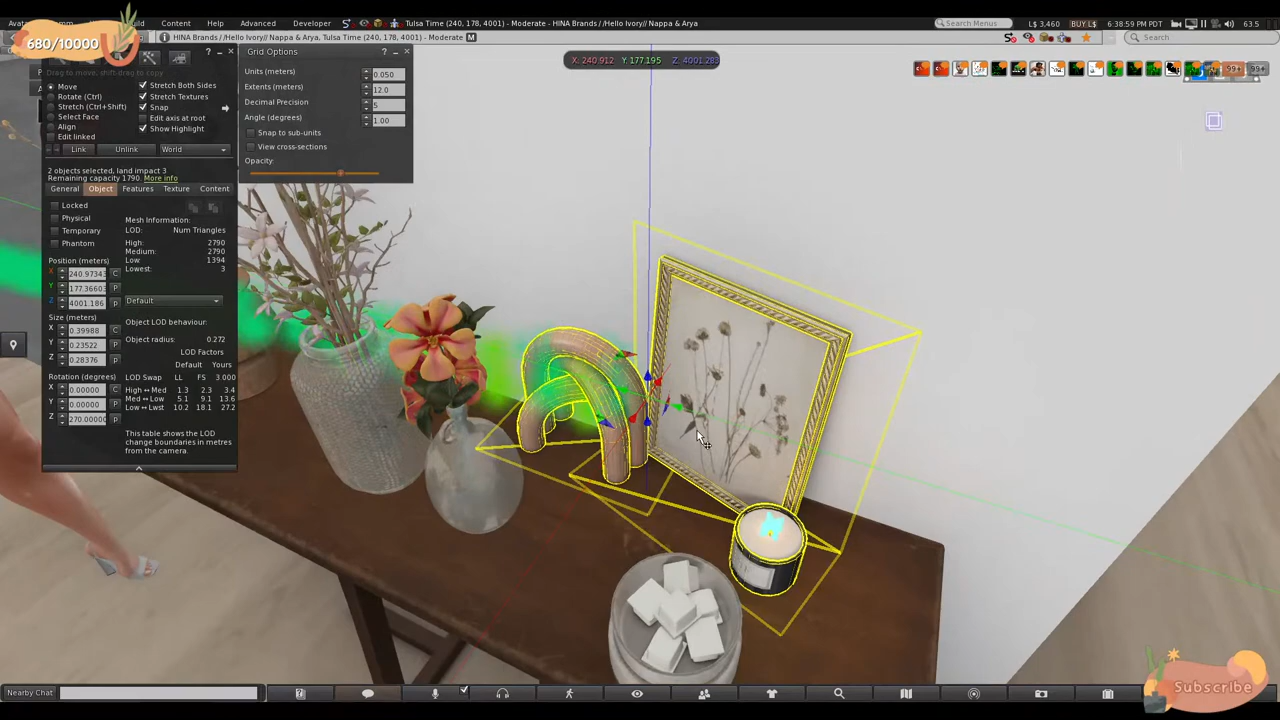 Content Help Advanced Developer Tulsa Time (240, 178, 4001) - Moderate - HINA Brands / /Hello Ivory// Nappa & Arya Search Menus L$ 3,460 BUY L$ 6:38:59 PM PDT 63.5
HINA Brands / /Hello Ivory// Nappa & Arya, Tulsa Time (240, 178, 4001) - Moderate M Search
680/10000
Grid Options
X: 240.912 Y: 177.195 Z: 4001.283
99+ 99+
Drag to move, shift-drag to copy
Move
Rotate (Ctrl)
Stretch (Ctrl+Shift)
Select Face
Align
Edit linked
Stretch Both Sides
Stretch Textures
Snap
Edit axis at root
Show Highlight
Link Unlink World
Units (meters) 0.050
Extents (meters) 12.0
Decimal Precision 5
Angle (degrees) 1.00
Snap to sub-units
View cross-sections
Opacity:
2 objects selected, land impact 3
Remaining capacity 1790. More info
General Object Features Texture Content
Locked
Physical
Temporary
Phantom
Position (meters)
X 240.97343 C
Y 177.36603 P
Z 4001.186 P
Size (meters)
X 0.39988 C
Y 0.23522 P
Z 0.28376 P
Rotation (degrees)
X 0.00000 C
Y 0.00000 P
Z 270.00000 P
Mesh Information:
LOD: Num Triangles
High: 2790
Medium: 2790
Low 1394
Lowest: 3
Default
Object LOD behaviour:
Object radius: 0.272
LOD Factors
Default Yours
LOD Swap LL FS 3.000
High ↔ Med 1.3 2.3 3.4
Med ↔ Low 5.1 9.1 13.6
Low ↔ Lwst 10.2 18.1 27.2
This table shows the LOD
change boundaries in metres
from the camera.
Nearby Chat
Subscribe